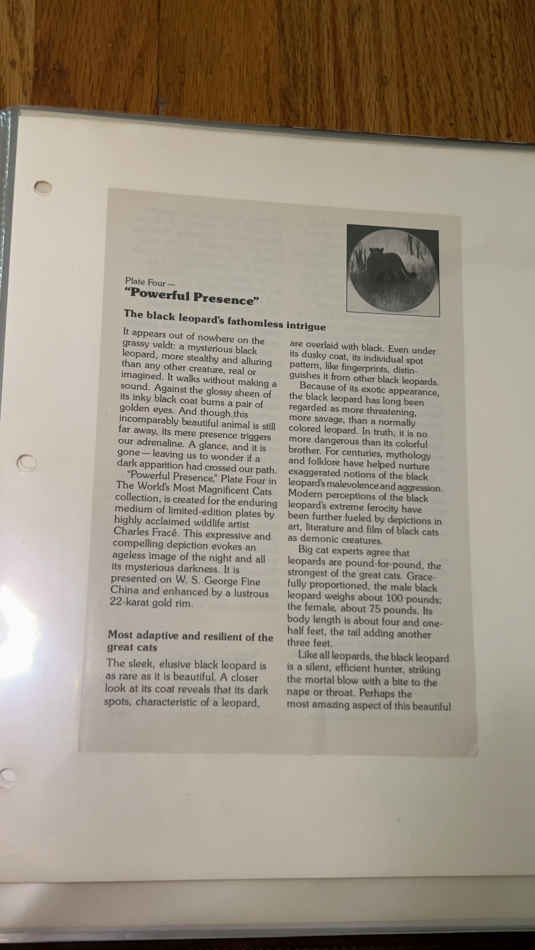 Plate Four—
"Powerful Presence"
The black leopard's fathomless intrigue
It appears out of nowhere on the
grassy veldt: a mysterious black
leopard, more stealthy and alluring
than any other creature, real or
imagined. It walks without making a
sound. Against the glossy sheen of
its inky black coat burns a pair of
golden eyes. And though this
incomparably beautiful animal is still
far away, its mere presence triggers
our adrenaline. A glance, and it is
gone—leaving us to wonder if a
dark apparition had crossed our path.
"Powerful Presence," Plate Four in
The World's Most Magnificent Cats
collection, is created for the enduring
medium of limited-edition plates by
highly acclaimed wildlife artist
Charles Fracé. This expressive and
compelling depiction evokes an
ageless image of the night and all
its mysterious darkness. It is
presented on W. S. George Fine
China and enhanced by a lustrous
22-karat gold rim.
Most adaptive and resilient of the
great cats
The sleek, elusive black leopard is
as rare as it is beautiful. A closer
look at its coat reveals that its dark
spots, characteristic of a leopard,
are overlaid with black. Even under
its dusky coat, its individual spot
pattern, like fingerprints, distin-
guishes it from other black leopards.
Because of its exotic appearance,
the black leopard has long been
regarded as more threatening,
more savage, than a normally
colored leopard. In truth, it is no
more dangerous than its colorful
brother. For centuries, mythology
and folklore have helped nurture
exaggerated notions of the black
leopard's malevolence and aggression.
Modern perceptions of the black
leopard's extreme ferocity have
been further fueled by depictions in
art, literature and film of black cats
as demonic creatures.
Big cat experts agree that
leopards are pound-for-pound, the
strongest of the great cats. Grace-
fully proportioned, the male black
leopard weighs about 100 pounds;
the female, about 75 pounds. Its
body length is about four and one-
half feet, the tail adding another
three feet.
Like all leopards, the black leopard
is a silent, efficient hunter, striking
the mortal blow with a bite to the
nape or throat. Perhaps the
most amazing aspect of this beautiful